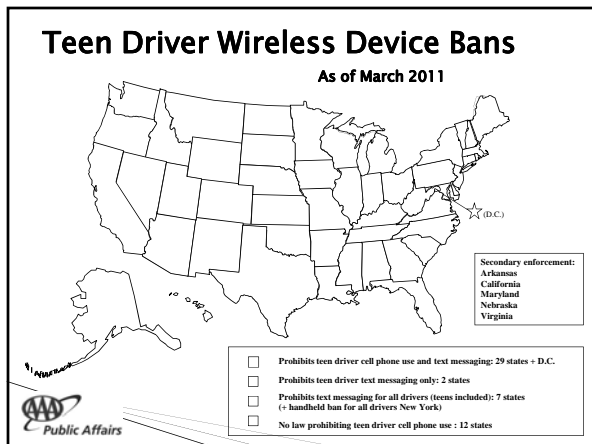 Teen Driver Wireless Device Bans
As of March 2011
(D.C.)
Secondary enforcement:
Arkansas
California
Maryland
Nebraska
Virginia
Prohibits teen driver cell phone use and text messaging: 29 states + D.C.
Prohibits teen driver text messaging only: 2 states
Prohibits text messaging for all drivers (teens included): 7 states
(+ handheld ban for all drivers New York)
No law prohibiting teen driver cell phone use : 12 states
AAA
Public Affairs